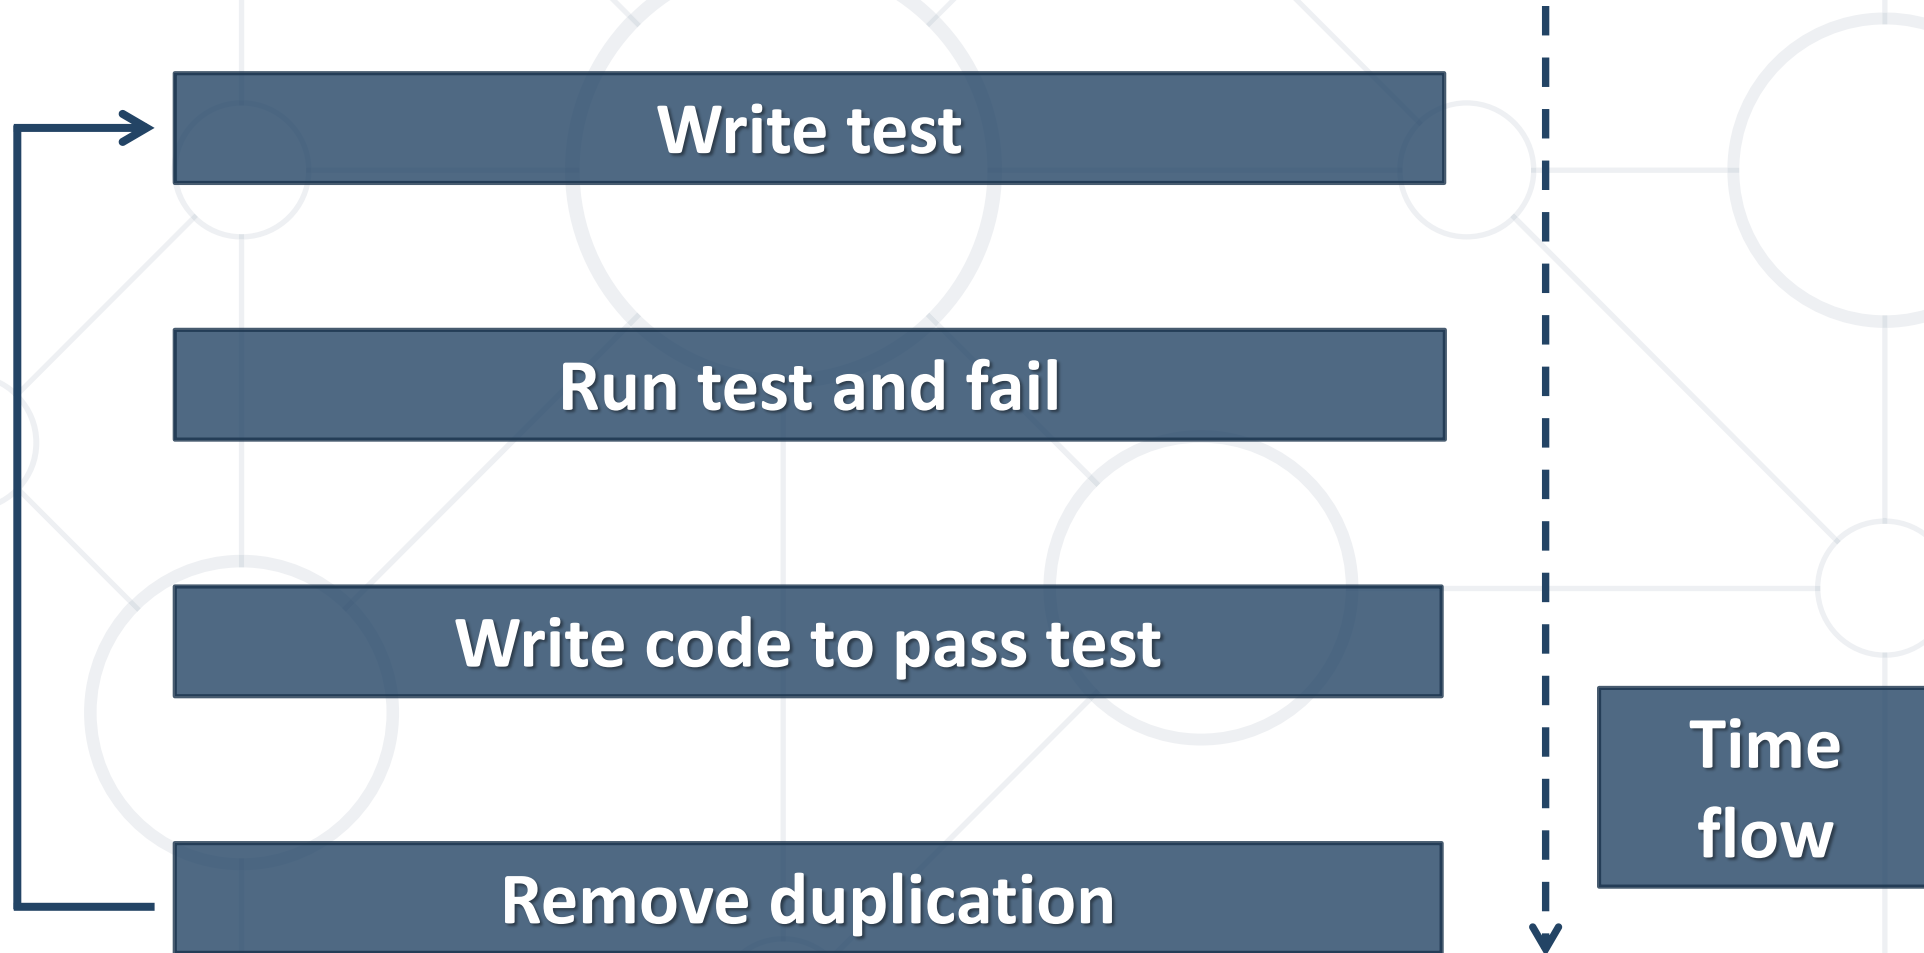 Write test
Run test and fail
Write code to pass test
Time
flow
Remove duplication